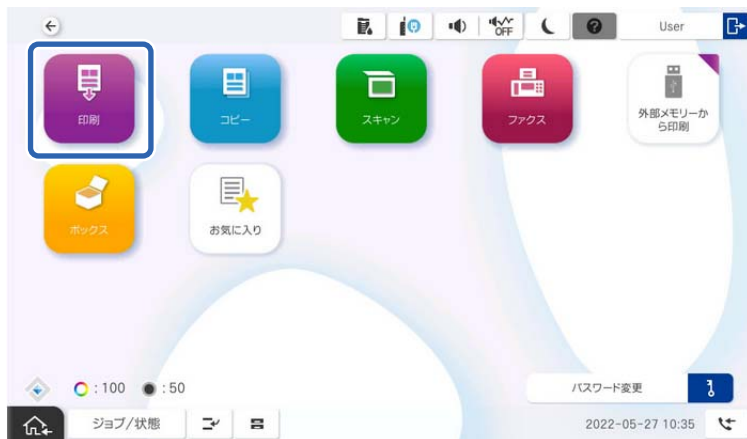 OFF
User
印刷
コピー
スキャン
ファクス
外部メモリーか
ら印刷
ボックス
お気に入り
:100 :50
パスワード変更
ジョブ/状態
2022-05-27 10:35